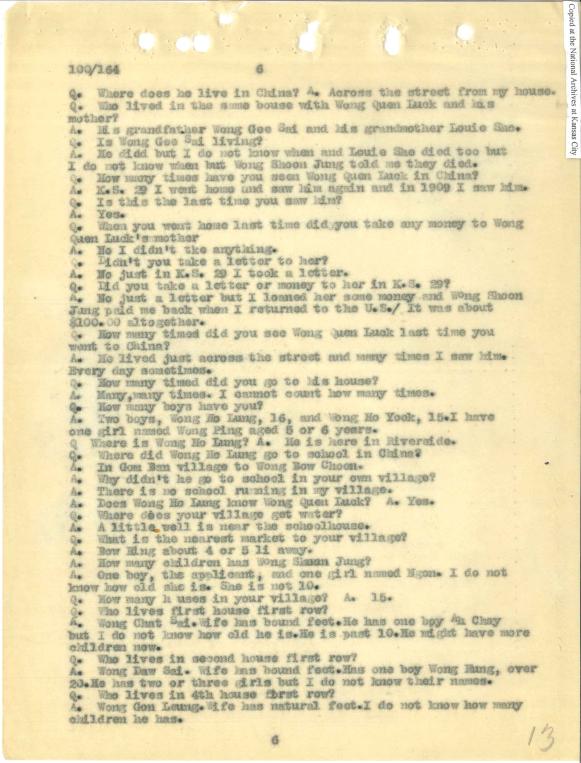 Copied at the National Archives at Kansas City
100/164 6
Q. Where does he live in China? A. Across the street from my house.
Q. Who lived in the same bouse with Wong Quen Luck and his
mother?
A. His grandfather Wong Gee Sai and his grandmother Louie She.
Q. Is Wong Gee Sai living?
A. He didd but I do not know when and Louie She died too but
I do not know when but Wong Shoon Jung told me they died.
Q. How many times have you seen Wong Quen Luck in China?
A. K.S. 29 I went home and saw him again and in 1909 I saw him.
Q. Is this the last time you saw him?
A. Yes.
Q. When you went home last time did you take any money to Wong
Quen Luck's mother
A. No I didn't tke anything.
Q. Didn't you take a letter to her?
A. No just in K.S. 29 I took a letter.
Q. Did you take a letter or money to her in K.S. 29?
A. No just a letter but I loaned her some money and Wong Shoon
Jung paid me back when I returned to the U.S./ It was about
$100.00 altogether.
Q. How many timed did you see Wong Quen Luck last time you
went to China?
A. He lived just across the street and many times I saw him.
Every day sometimes.
Q. How many timed did you go to his house?
A. Many,many times. I cannot count how many times.
Q. How many boys have you?
A. Two boys, Wong Ho Lung, 16, and Wong Ho Yook, 15.I have
one girl named Wong Ping aged 5 or 6 years.
Q Where is Wong Ho Lung? A. He is here in Riverside.
Q. Where did Wong Ho Lung go to school in China?
A. In Gom Ben village to Wong Bow Choon.
A. Why didn't he go to school in your own village?
A. There is no school running in my village.
A. Does Wong Ho Lung know Wong Quen Luck? A. Yes.
Q. Where does your village get water?
A. A little well is near the schoolhouse.
Q. What is the nearest market to your village?
A. Bow Hing about 4 or 5 li away.
Q. How many children has Wong Shoon Jung?
A. One boy, the applicant, and one girl named Ngon. I do not
know how old she is. She is not 10.
Q. How many h uses in your village? A. 15.
Q. Who lives first house first row?
A. Wong Chat Sai.Wife has bound feet.He has one boy Ah Chay
but I do not know how old he is.He is past 10.He might have more
children now.
Q. Who lives in second house first row?
A. Wong Daw Sai. Wife has bound feet.Has one boy Wong Hung, over
20.He has two or three girls but I do not know their names.
Q. Who lives in 4th house first row?
A. Wong Gon Leung.Wife has natural feet.I do not know how many
children he has.
6
13